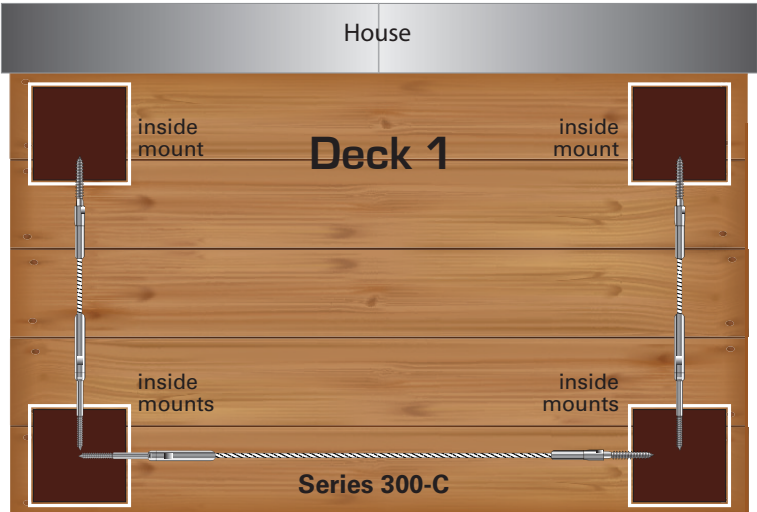 House
inside
mount
Deck 1
inside
mount
inside
mounts
inside
mounts
Series 300-C